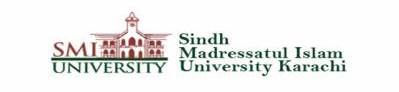 SMI
UNIVERSITY
Sindh
Madressatul Islam
University Karachi